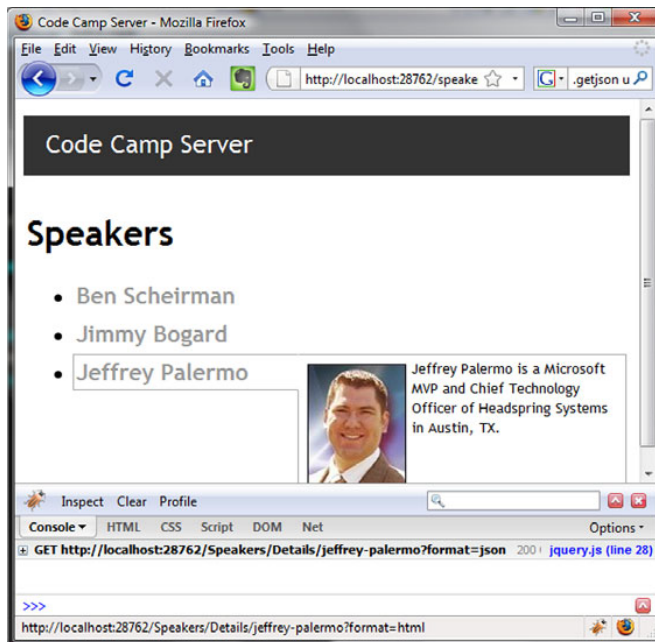 Code Camp Server - Mozilla Firefox
File Edit View History Bookmarks Tools Help
http://localhost:28762/speake
G .getjson u
Code Camp Server
Speakers
• Ben Scheirman
• Jimmy Bogard
• Jeffrey Palermo
Jeffrey Palermo is a Microsoft
MVP and Chief Technology
Officer of Headspring Systems
in Austin, TX.
Inspect Clear Profile
Console HTML CSS Script DOM Net Options
GET http://localhost:28762/Speakers/Details/jeffrey-palermo?format=json 200 jquery.js (line 28)
>>>
http://localhost:28762/Speakers/Details/jeffrey-palermo?format=html